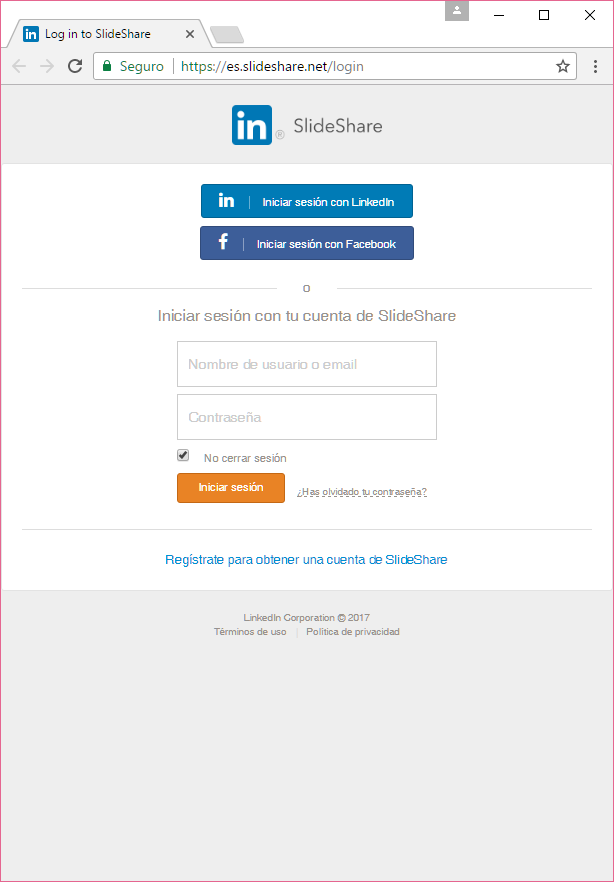 Log in to SlideShare
Seguro
https://es.slideshare.net/login
in ® SlideShare
in Iniciar sesión con LinkedIn
f Iniciar sesión con Facebook
o
Iniciar sesión con tu cuenta de SlideShare
Nombre de usuario o email
Contraseña
No cerrar sesión
Iniciar sesión ¿Has olvidado tu contraseña?
Regístrate para obtener una cuenta de SlideShare
LinkedIn Corporation © 2017
Términos de uso | Política de privacidad